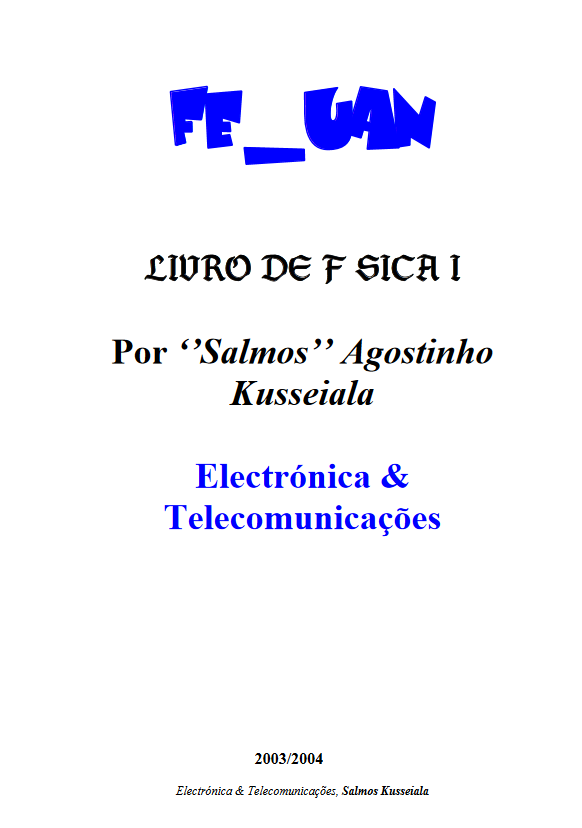 FE_UAN
LIVRO DE F SICA I
Por ‘’Salmos’’ Agostinho
Kusseiala
Electrónica &
Telecomunicações
2003/2004
Electrónica & Telecomunicações, Salmos Kusseiala